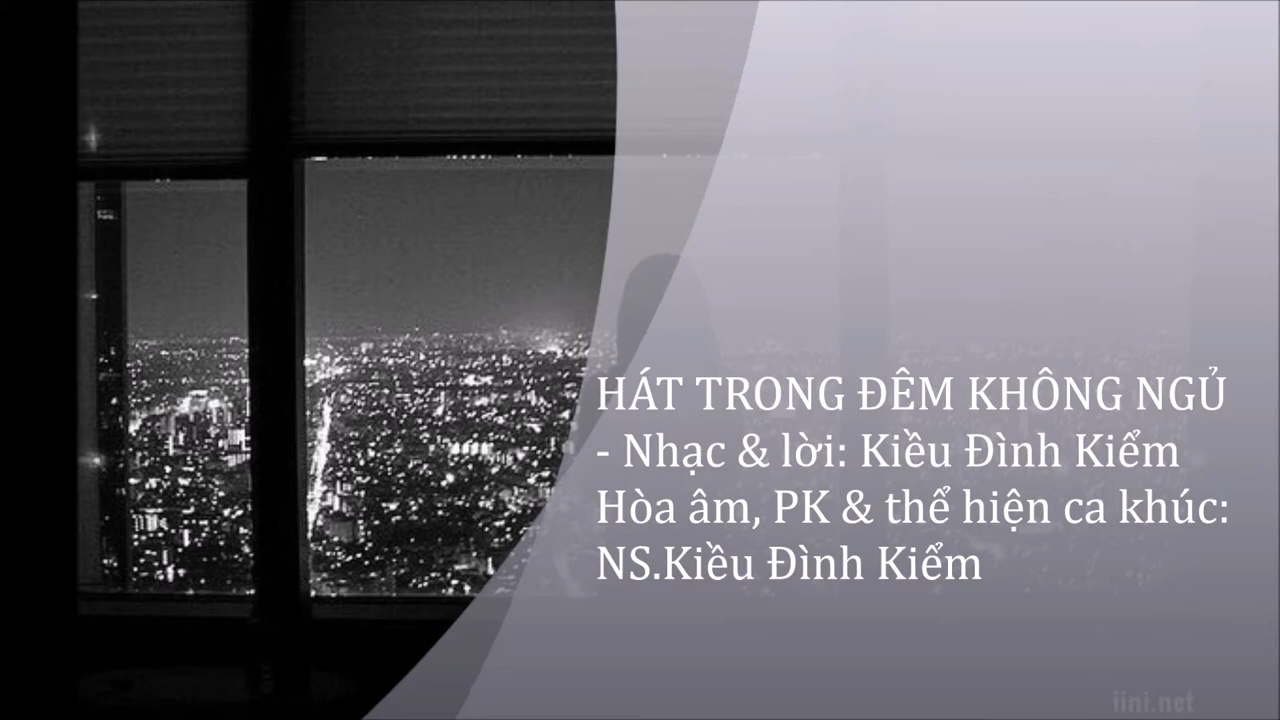 HÁT TRONG ĐÊM KHÔNG NGỦ
- Nhạc & lời: Kiều Đình Kiểm
Hòa âm, PK & thể hiện ca khúc:
NS.Kiều Đình Kiểm
iini.net